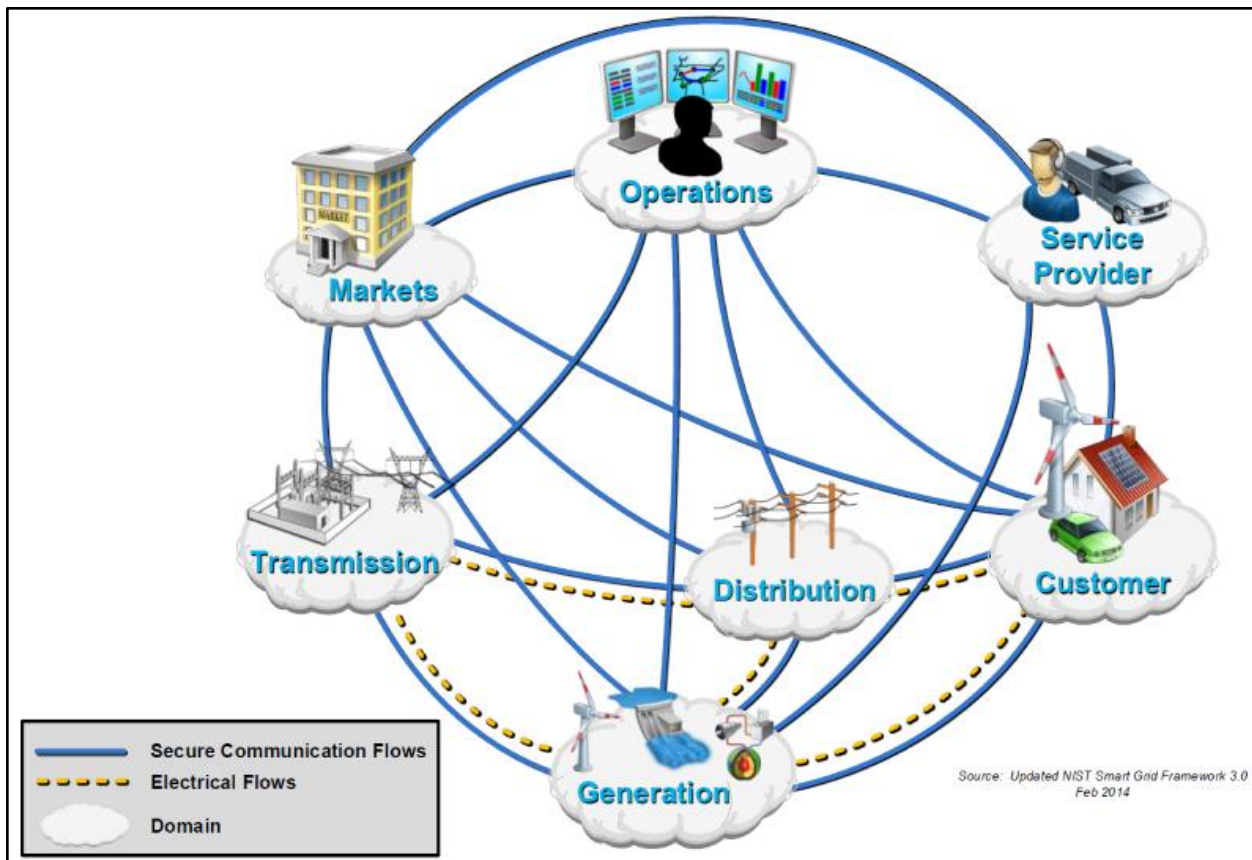 Operations
MARKET
Markets
Service
Provider
Transmission
Distribution
Customer
Generation
Secure Communication Flows
Electrical Flows
Domain
Source: Updated NIST Smart Grid Framework 3.0
Feb 2014